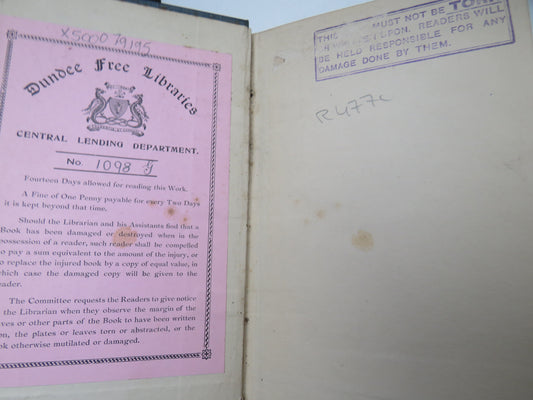 X5000 79195
Dundee Free Libraries
CENTRAL LENDING DEPARTMENT.
No. 1098
Fourteen Days allowed for reading this Work.
A Fine of One Penny payable for every Two Days
it is kept beyond that time.
Should the Librarian and his Assistants find that a
Book has been damaged or destroyed when in the
possession of a reader, such reader shall be compelled
to pay a sum equivalent to the amount of the injury, or
to replace the injured book by a copy of equal value, in
which case the damaged copy will be given to the
reader.
The Committee requests the Readers to give notice
the Librarian when they observe the margin of the
ves or other parts of the Book to have been written
on, the plates or leaves torn or abstracted, or the
ok otherwise mutilated or damaged.
THIS MUST NOT BE TORN
UPON. READERS WILL
BE HELD RESPONSIBLE FOR ANY
DAMAGE DONE BY THEM.
R477c